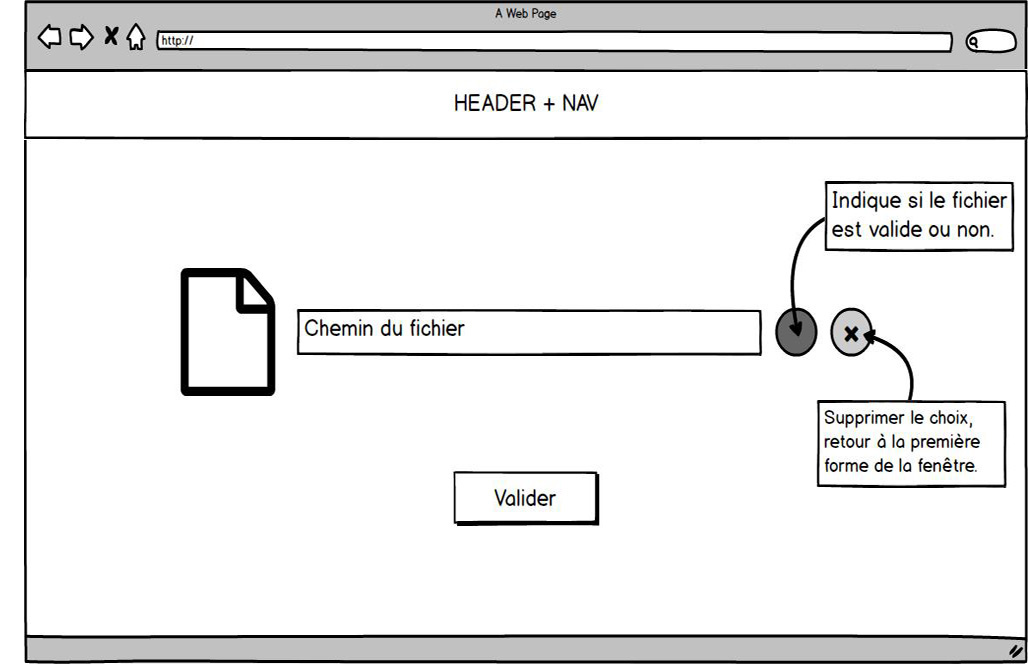 A Web Page
http://
HEADER + NAV
Indique si le fichier
est valide ou non.
Chemin du fichier
Supprimer le choix,
retour à la première
forme de la fenêtre.
Valider